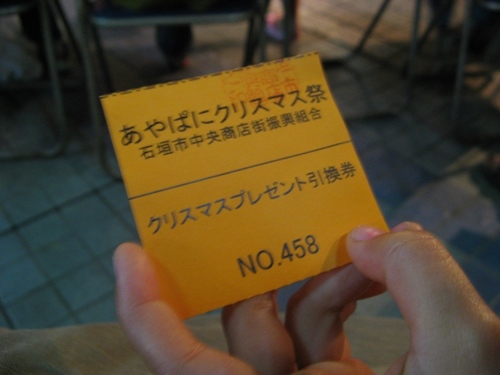 あやぱにクリスマス祭
石垣市中央商店街振興組合
クリスマスプレゼント引換券
NO.458